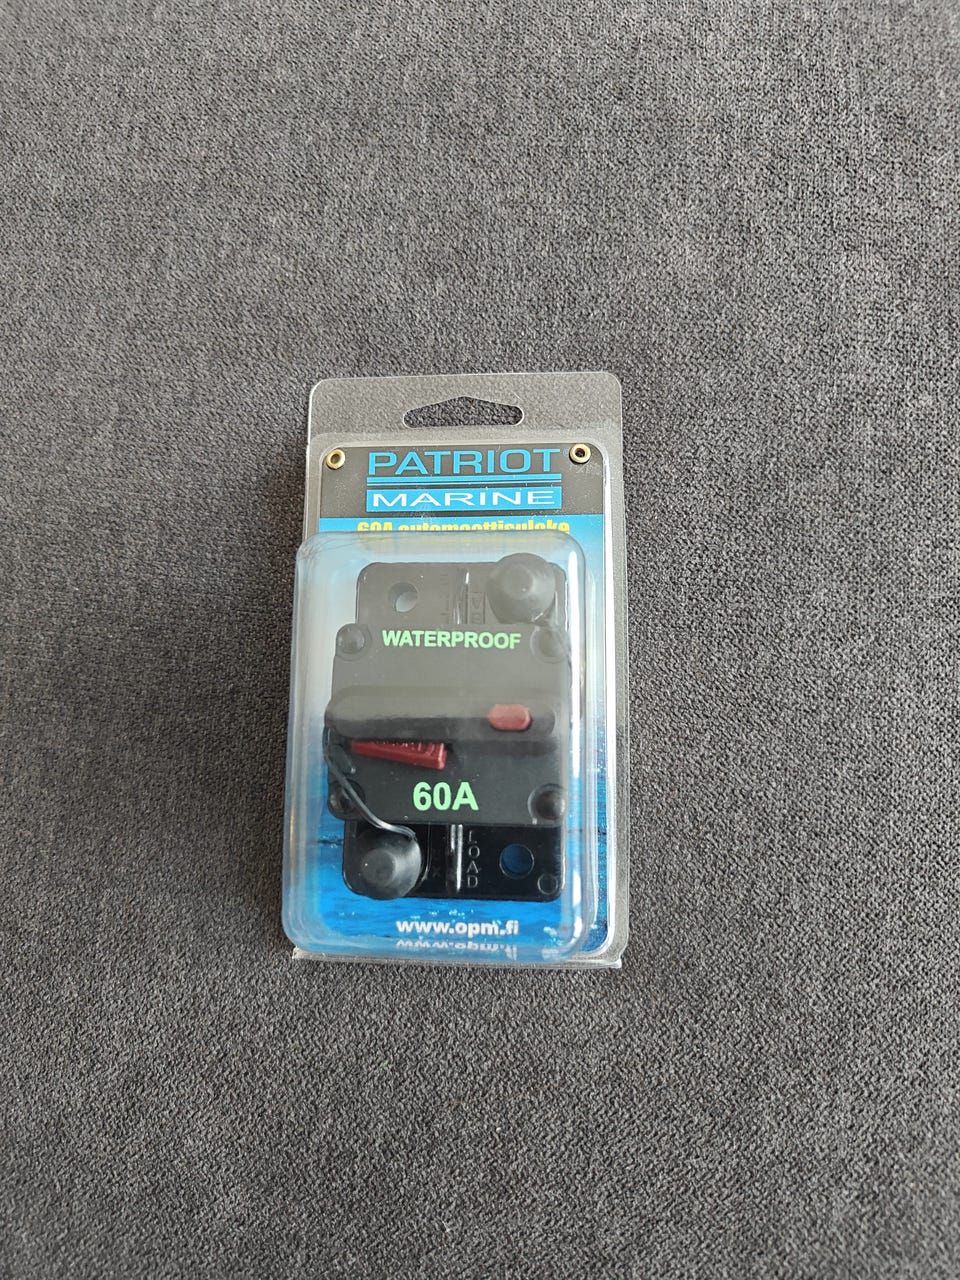 PATRIOT
MARINE
60A automaattisulake
WATERPROOF
60A
LOAD
www.opm.fi